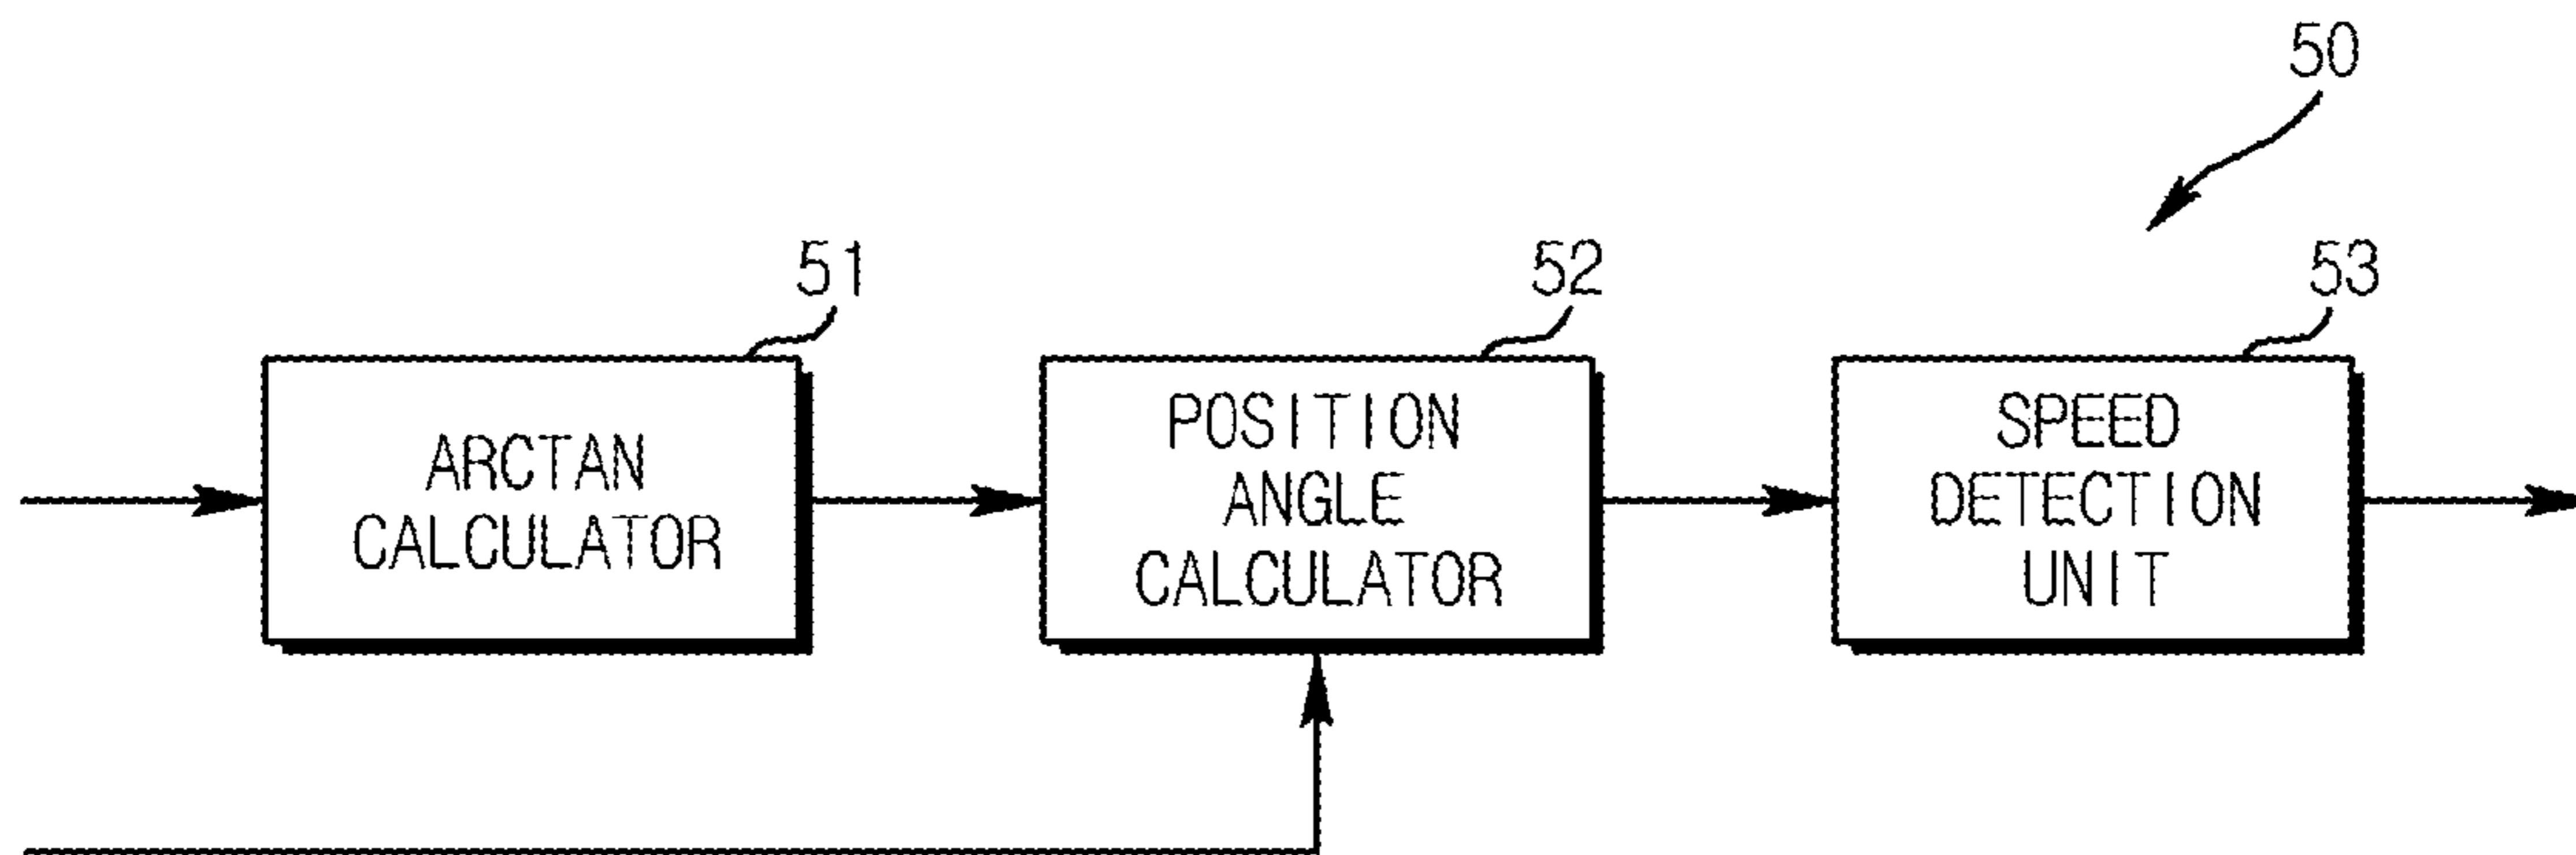 50
51
52
53
ARCTAN
CALCULATOR
POSITION
ANGLE
CALCULATOR
SPEED
DETECTION
UNIT